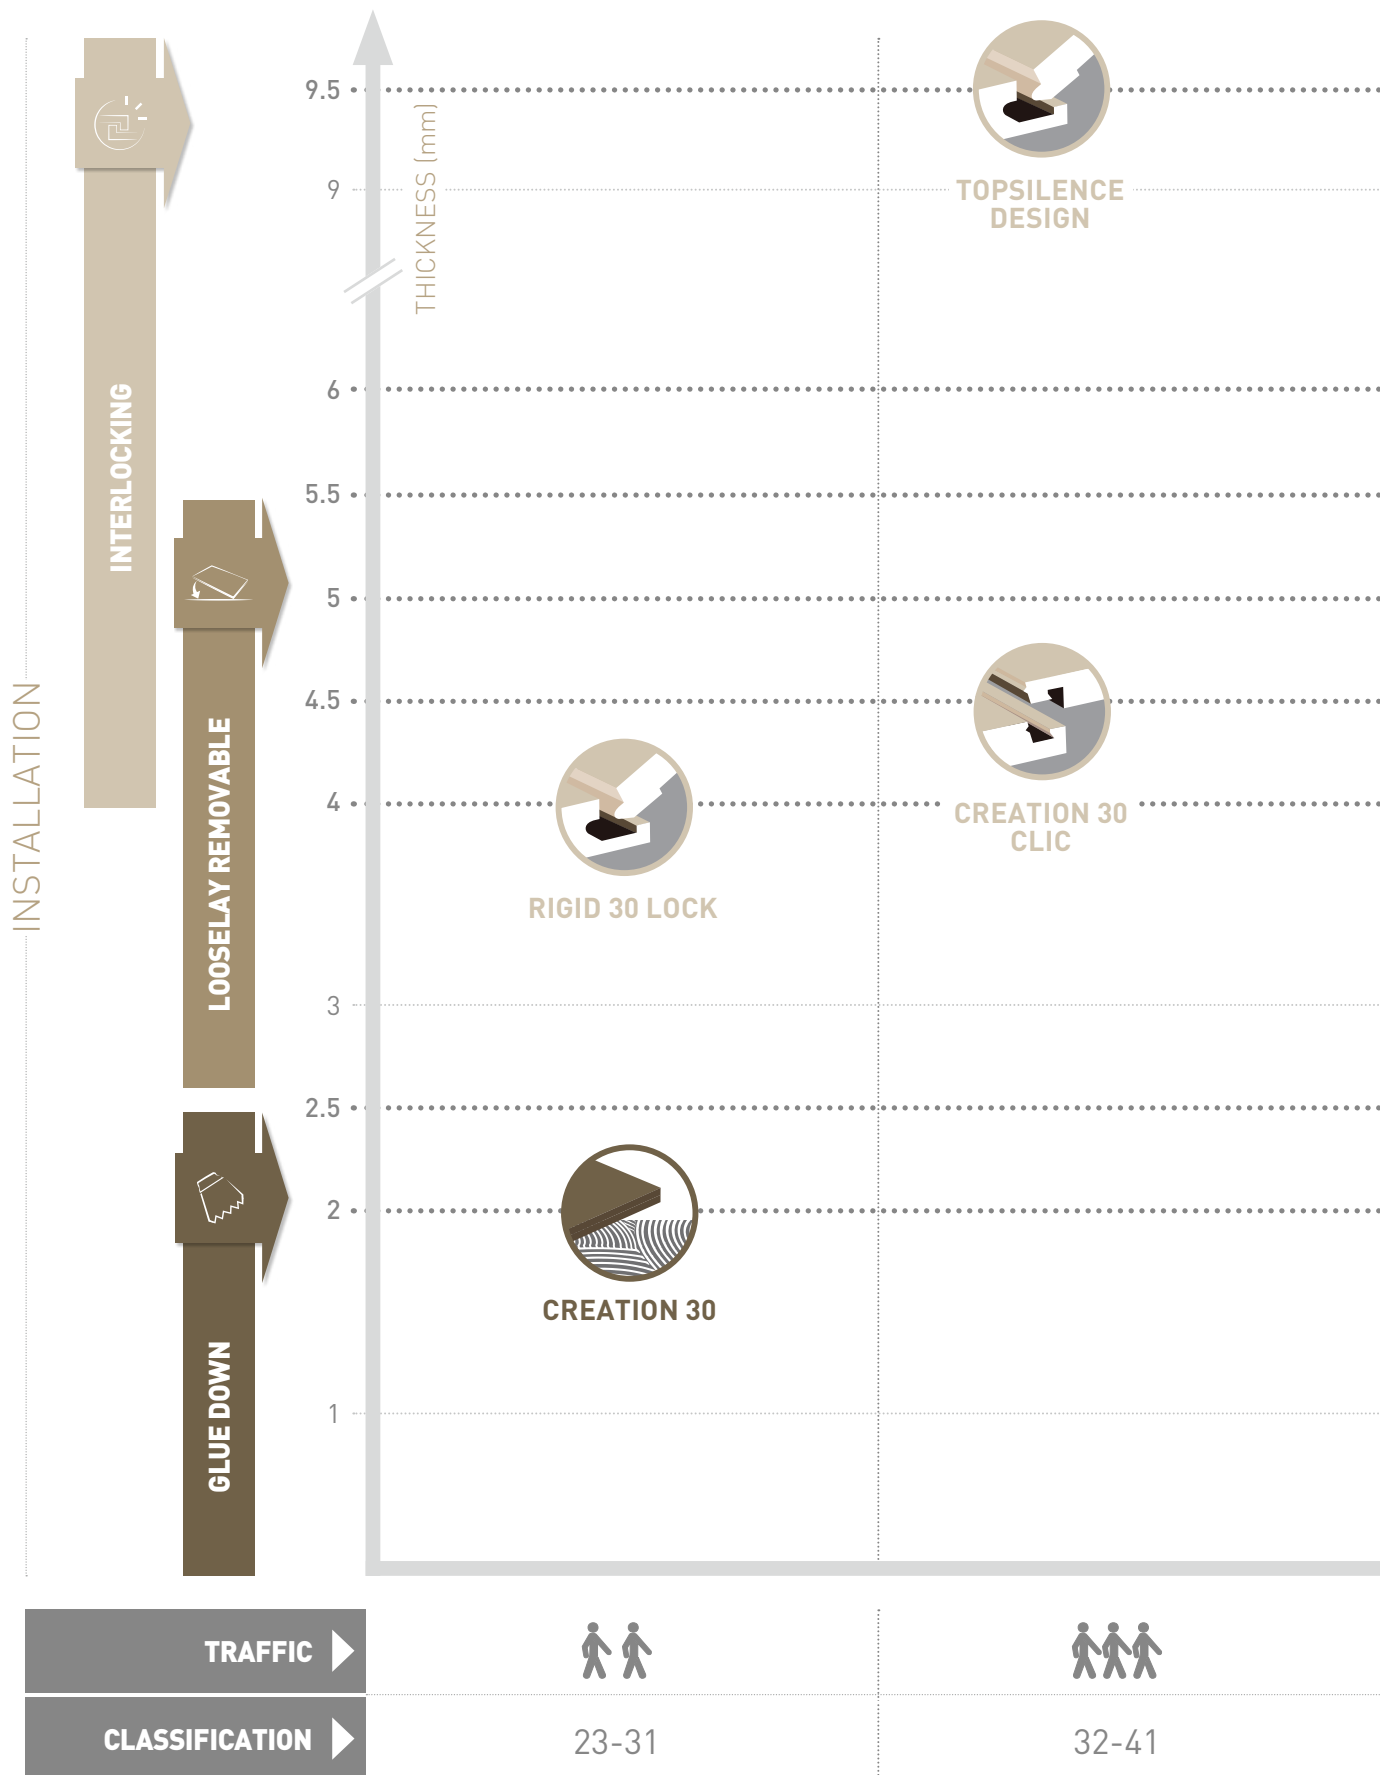 INSTALLATION
INTERLOCKING
LOOSELAY REMOVABLE
GLUE DOWN
THICKNESS (mm)
9.5
9
6
5.5
5
4.5
4
3
2.5
2
1
TOPSILENCE
DESIGN
CREATION 30
CLIC
RIGID 30 LOCK
CREATION 30
TRAFFIC
CLASSIFICATION
23-31
32-41